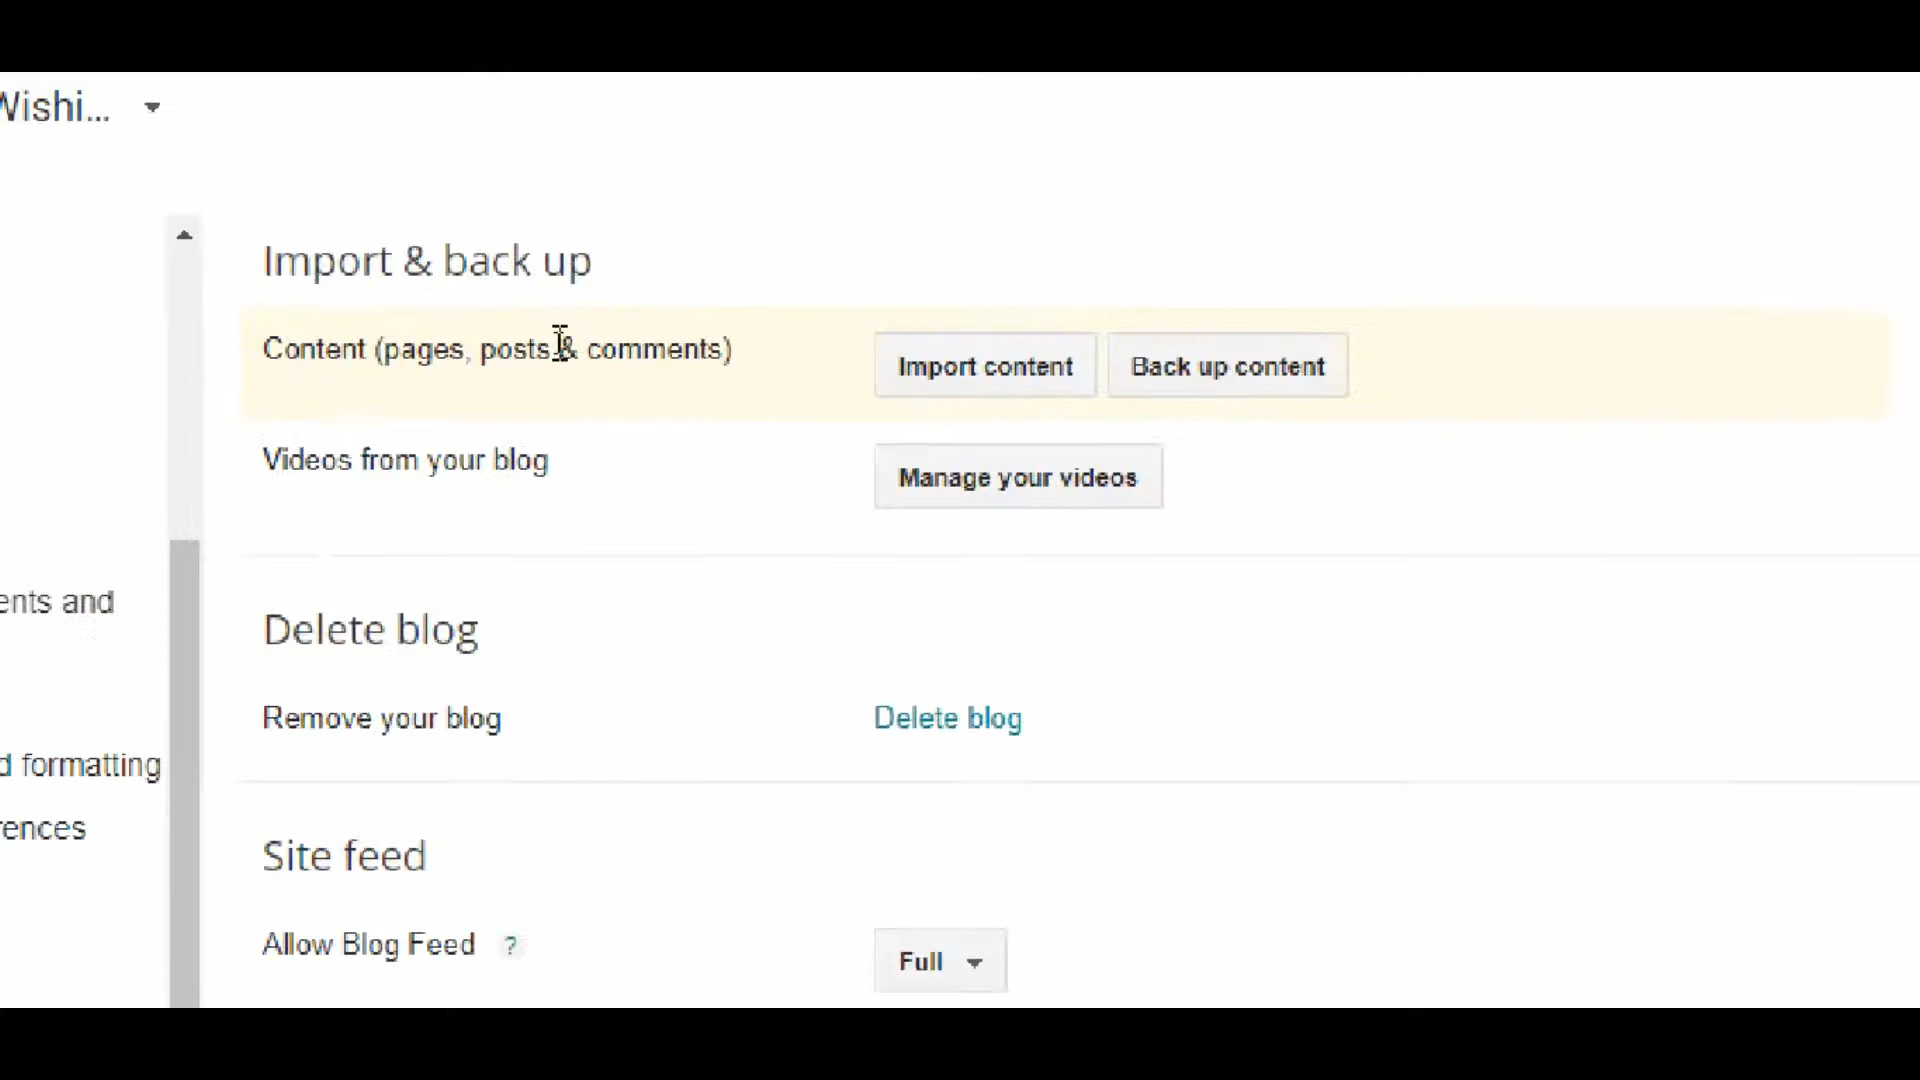 Wishi...
Import & back up
Content (pages, posts & comments)
Import content
Back up content
Videos from your blog
Manage your videos
ents and
Delete blog
Remove your blog
Delete blog
d formatting
rences
Site feed
Allow Blog Feed ?
Full